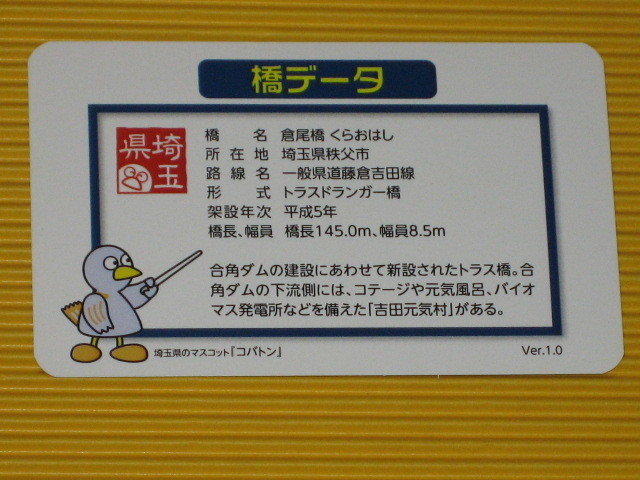 橋データ
埼玉県
橋名 倉尾橋 くらおはし
所在地 埼玉県秩父市
路線名 一般県道藤倉吉田線
形式 トラスドランガー橋
架設年次 平成5年
橋長、幅員 橋長145.0m、幅員8.5m
合角ダムの建設にあわせて新設されたトラス橋。合
角ダムの下流側には、コテージや元気風呂、バイオ
マス発電所などを備えた「吉田元気村」がある。
埼玉県のマスコット「コバトン」
Ver.1.0